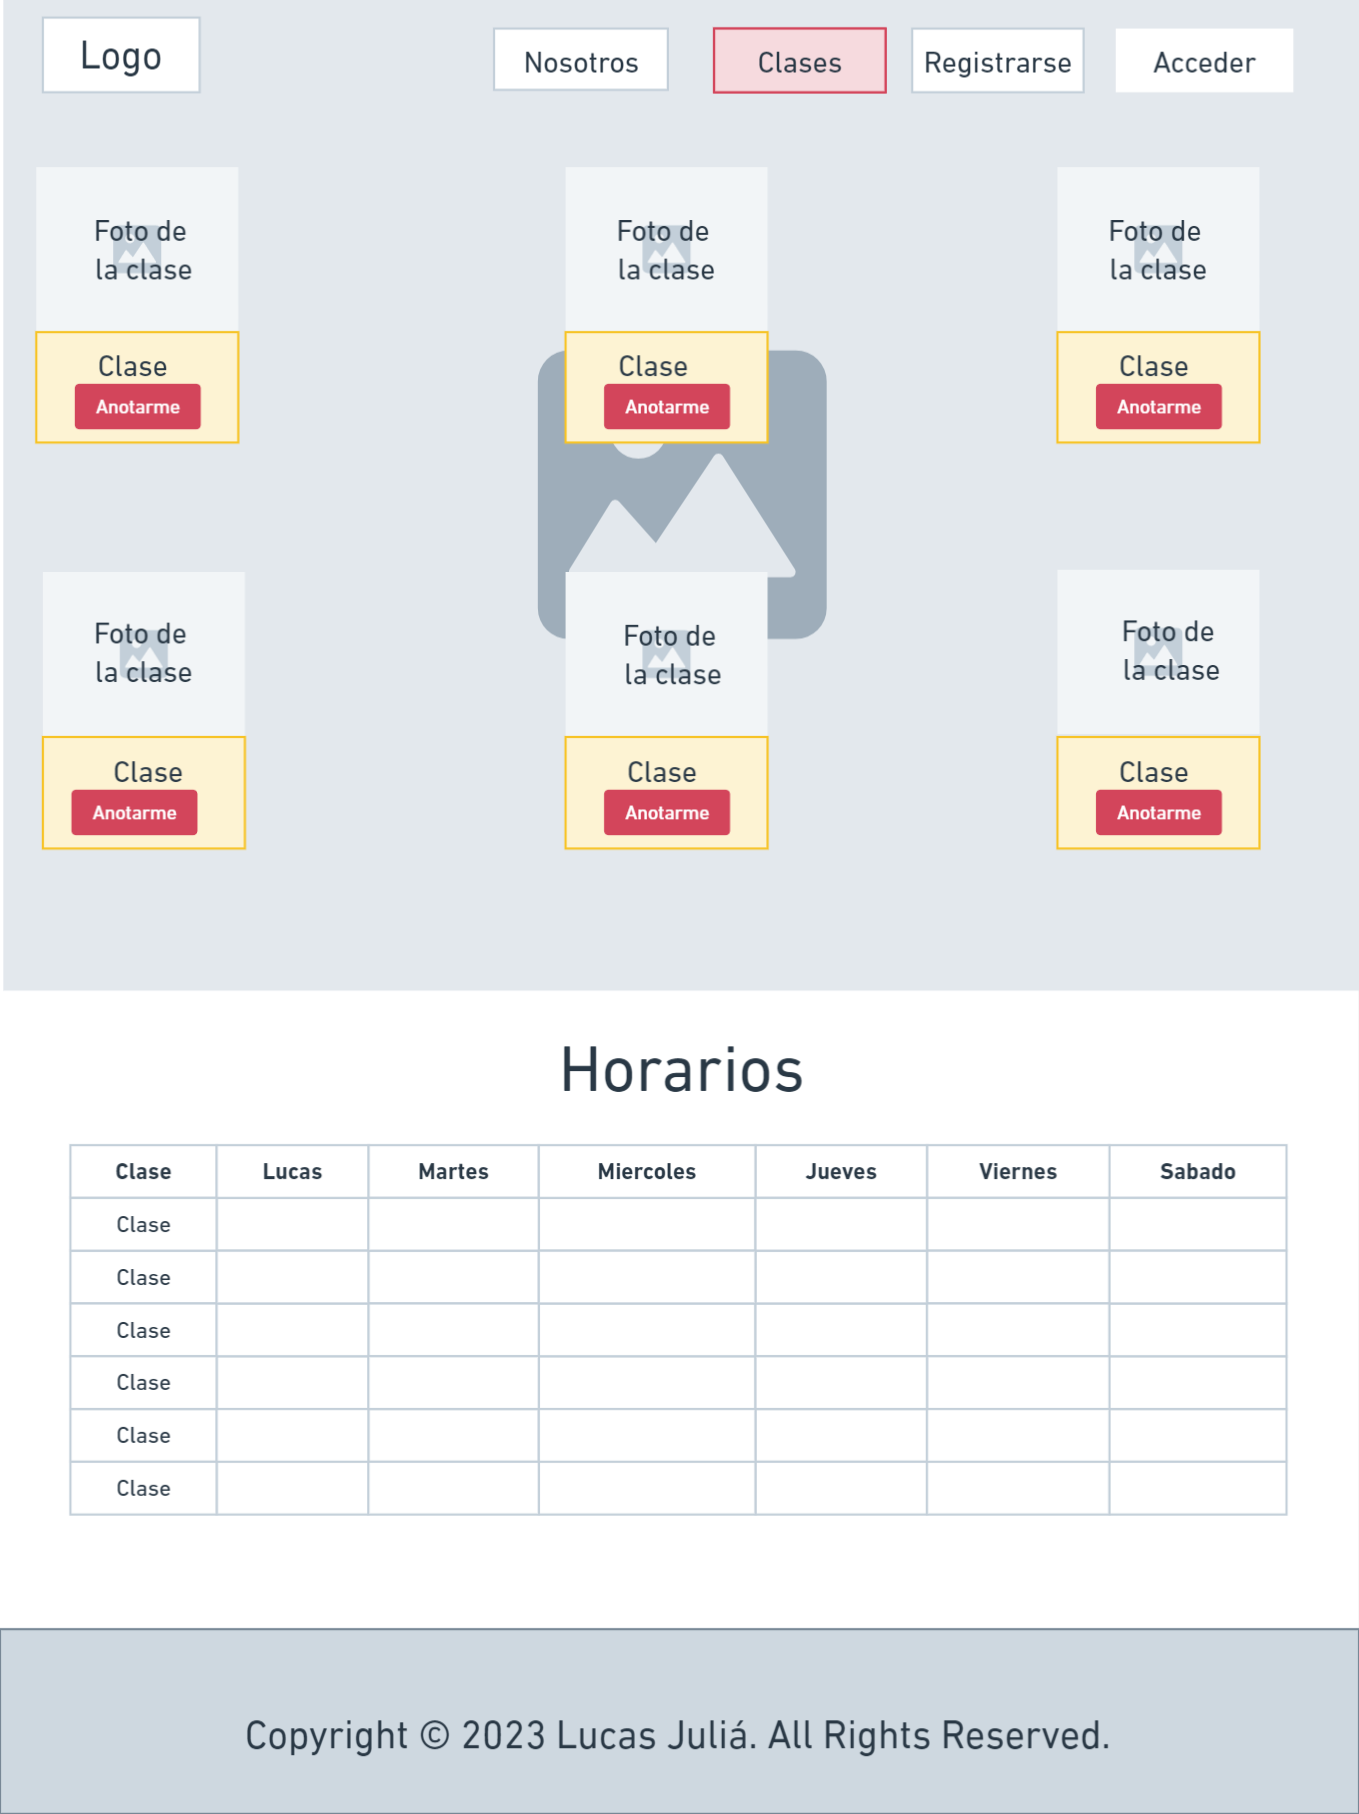 Logo
Nosotros
Clases
Registrarse
Acceder
Foto de
la clase
Foto de
la clase
Foto de
la clase
Clase
Anotarme
Clase
Anotarme
Clase
Anotarme
Foto de
la clase
Foto de
la clase
Foto de
la clase
Clase
Anotarme
Clase
Anotarme
Clase
Anotarme
Horarios
Clase Lucas Martes Miercoles Jueves Viernes Sabado
Clase
Clase
Clase
Clase
Clase
Clase
Copyright © 2023 Lucas Juliá. All Rights Reserved.